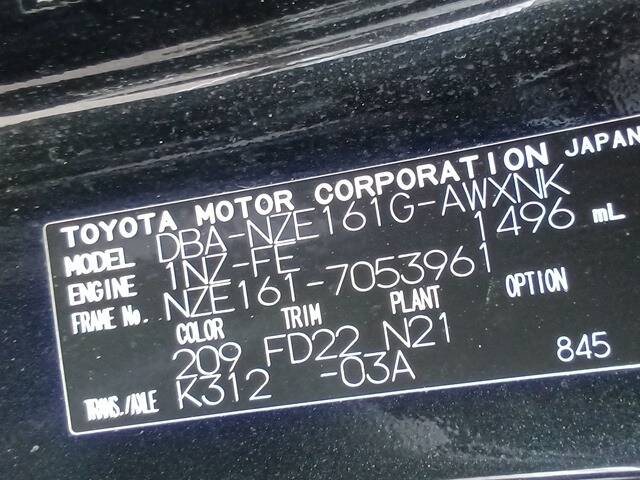 TOYOTA MOTOR CORPORATION JAPAN
MODEL DBA-NZE161G-AWXNK
ENGINE 1NZ-FE 1496 mL
FRAME No. NZE161-7053961
COLOR TRIM PLANT OPTION
209 FD22 N21
TRANS./AXLE K312 -03A 845